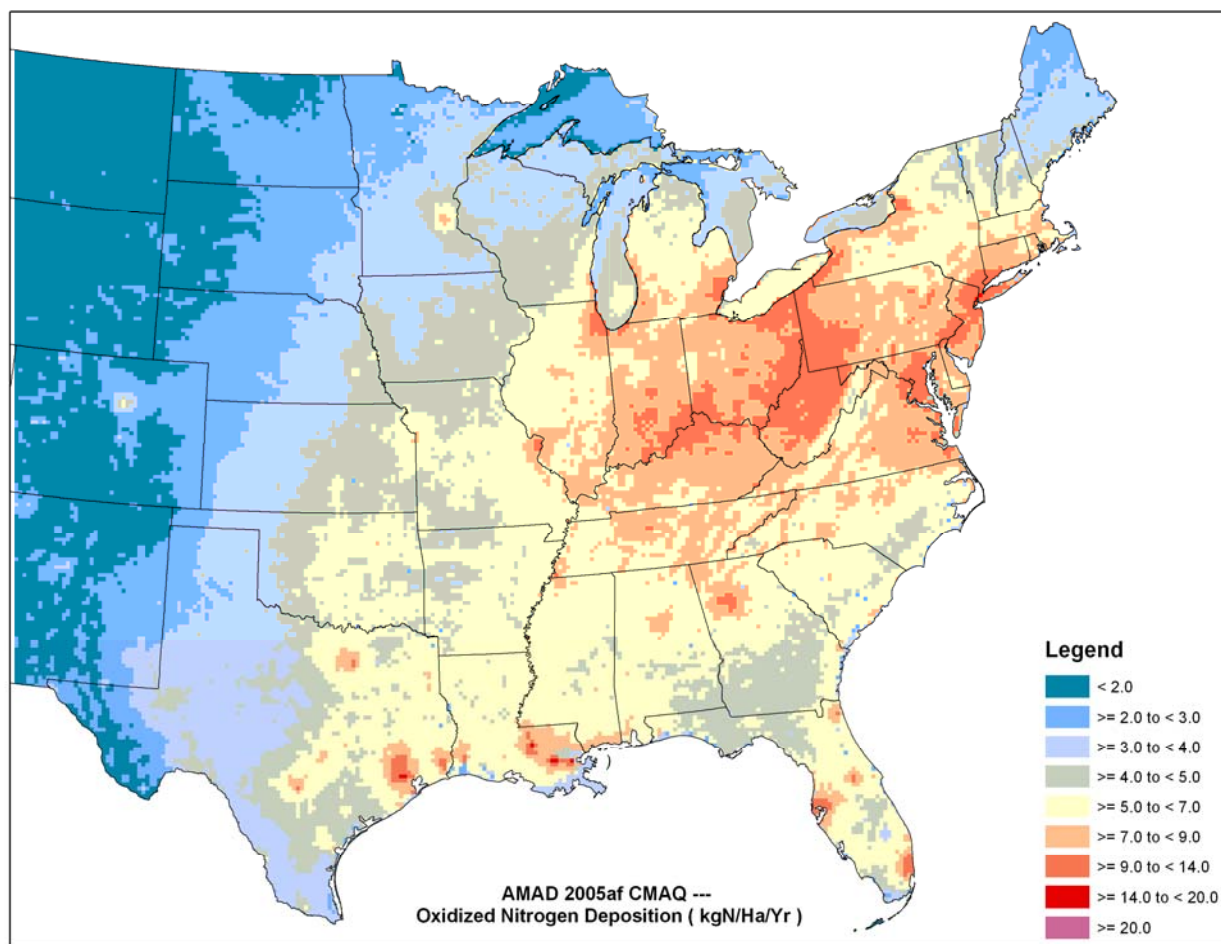 Legend
< 2.0
>= 2.0 to < 3.0
>= 3.0 to < 4.0
>= 4.0 to < 5.0
>= 5.0 to < 7.0
>= 7.0 to < 9.0
>= 9.0 to < 14.0
>= 14.0 to < 20.0
>= 20.0
AMAD 2005af CMAQ ---
Oxidized Nitrogen Deposition ( kgN/Ha/Yr )